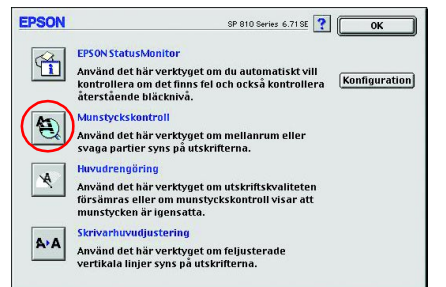 EPSON
SP 810 Series 6.71SE ? OK
EPSON StatusMonitor
Använd det här verktyget om du automatiskt vill
kontrollera om det finns fel och också kontrollera
återstående bläcknivå.
Konfiguration
Munstyckskontroll
Använd det här verktyget om mellanrum eller
svaga partier syns på utskrifterna.
Huvudrengöring
Använd det här verktyget om utskriftskvaliteten
försämras eller om munstyckskontroll visar att
munstycken är igensatta.
Skrivarhuvudjustering
A▸A
Använd det här verktyget om feljusterade
vertikala linjer syns på utskrifterna.